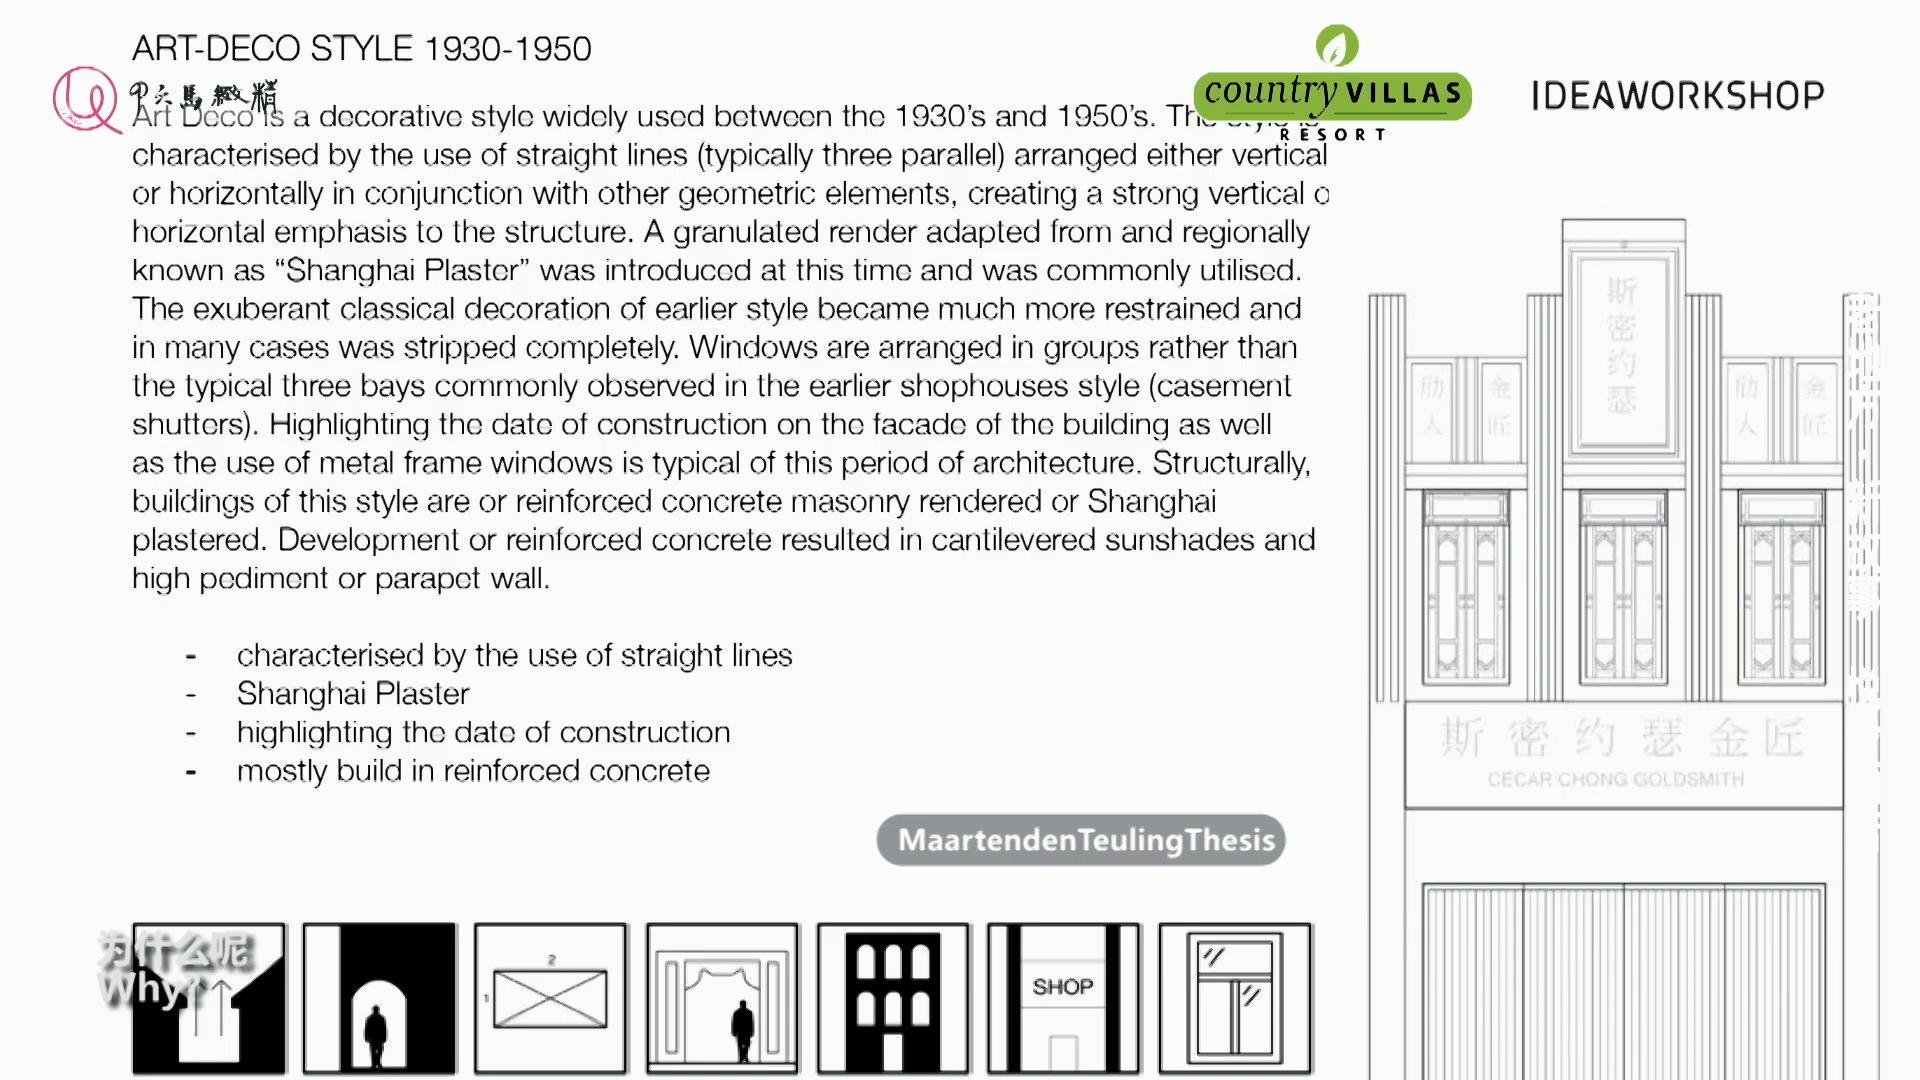 ART-DECO STYLE 1930-1950
Art Deco is a decorative style widely used between the 1930's and 1950's. The style is
characterised by the use of straight lines (typically three parallel) arranged either vertical
or horizontally in conjunction with other geometric elements, creating a strong vertical o
horizontal emphasis to the structure. A granulated render adapted from and regionally
known as “Shanghai Plaster” was introduced at this time and was commonly utilised.
The exuberant classical decoration of earlier style became much more restrained and
in many cases was stripped completely. Windows are arranged in groups rather than
the typical three bays commonly observed in the earlier shophouses style (casement
shutters). Highlighting the date of construction on the facade of the building as well
as the use of metal frame windows is typical of this period of architecture. Structurally,
buildings of this style are or reinforced concrete masonry rendered or Shanghai
plastered. Development or reinforced concrete resulted in cantilevered sunshades and
high pediment or parapet wall.
- characterised by the use of straight lines
- Shanghai Plaster
- highlighting the date of construction
- mostly build in reinforced concrete
MaartendenTeulingThesis
country VILLAS
RESORT
IDEAWORKSHOP
斯密约瑟
金匠
金匠
斯密约瑟金匠
CECAR CHONG GOLDSMITH
为什么呢
Why?
2
1
SHOP